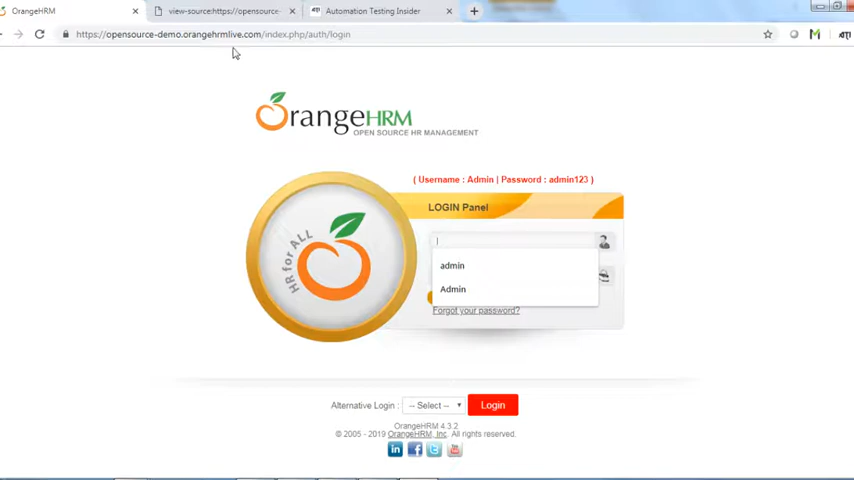 OrangeHRM
view-source:https://opensource-
Automation Testing Insider
https://opensource-demo.orangehrmlive.com/index.php/auth/login
OrangeHRM
OPEN SOURCE HR MANAGEMENT
( Username : Admin | Password : admin123 )
LOGIN Panel
HR for ALL
admin
Admin
Forgot your password?
Alternative Login : -- Select -- Login
OrangeHRM 4.3.2
© 2005 - 2019 OrangeHRM, Inc. All rights reserved.